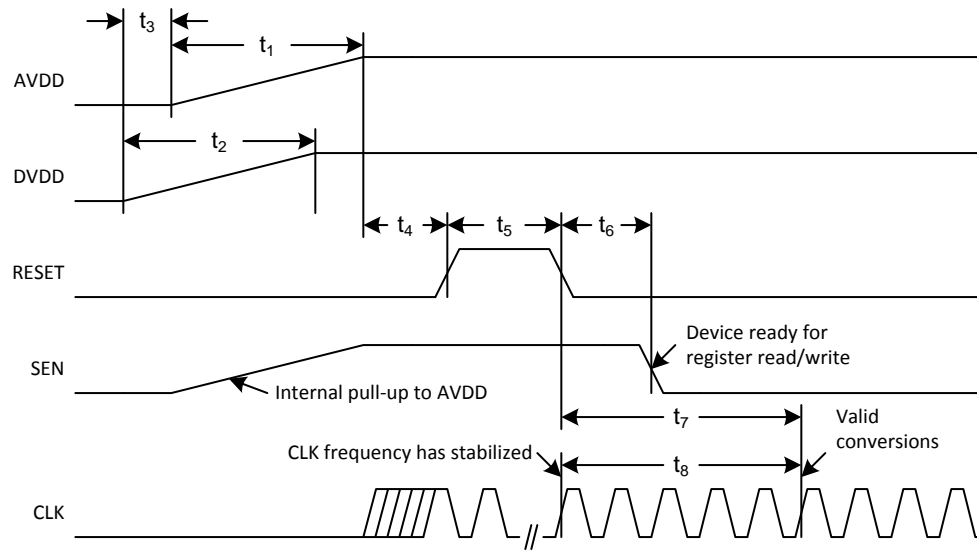 t3
t1
AVDD
t2
DVDD
t4
t5
t6
RESET
Device ready for
register read/write
SEN
Internal pull-up to AVDD
t7
Valid
conversions
CLK frequency has stabilized
t8
CLK
//